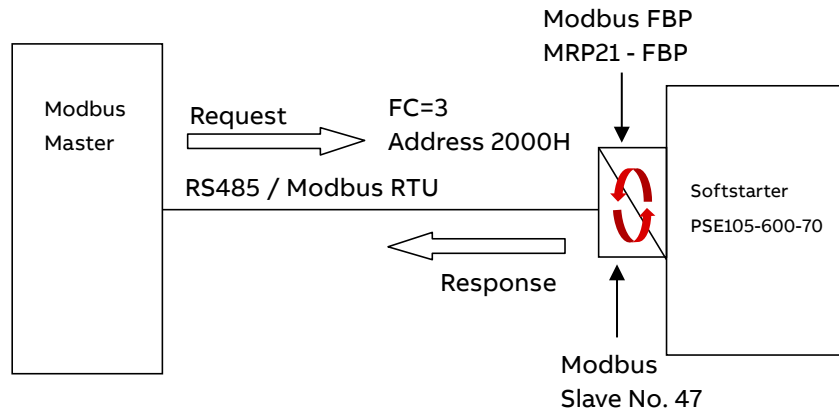 Modbus FBP
MRP21 - FBP
Modbus
Master
Request
FC=3
Address 2000H
RS485 / Modbus RTU
Softstarter
PSE105-600-70
Response
Modbus
Slave No. 47